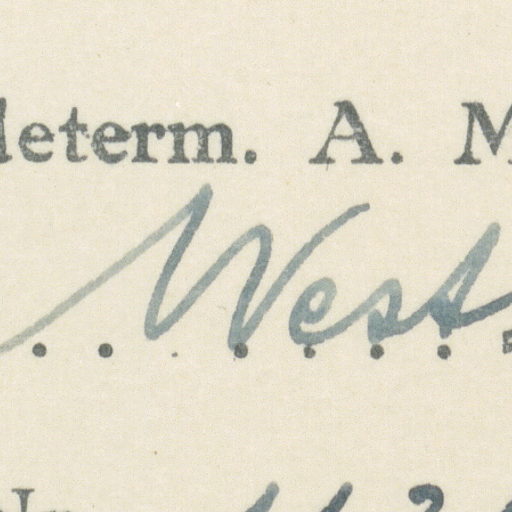 determ. A. M
West